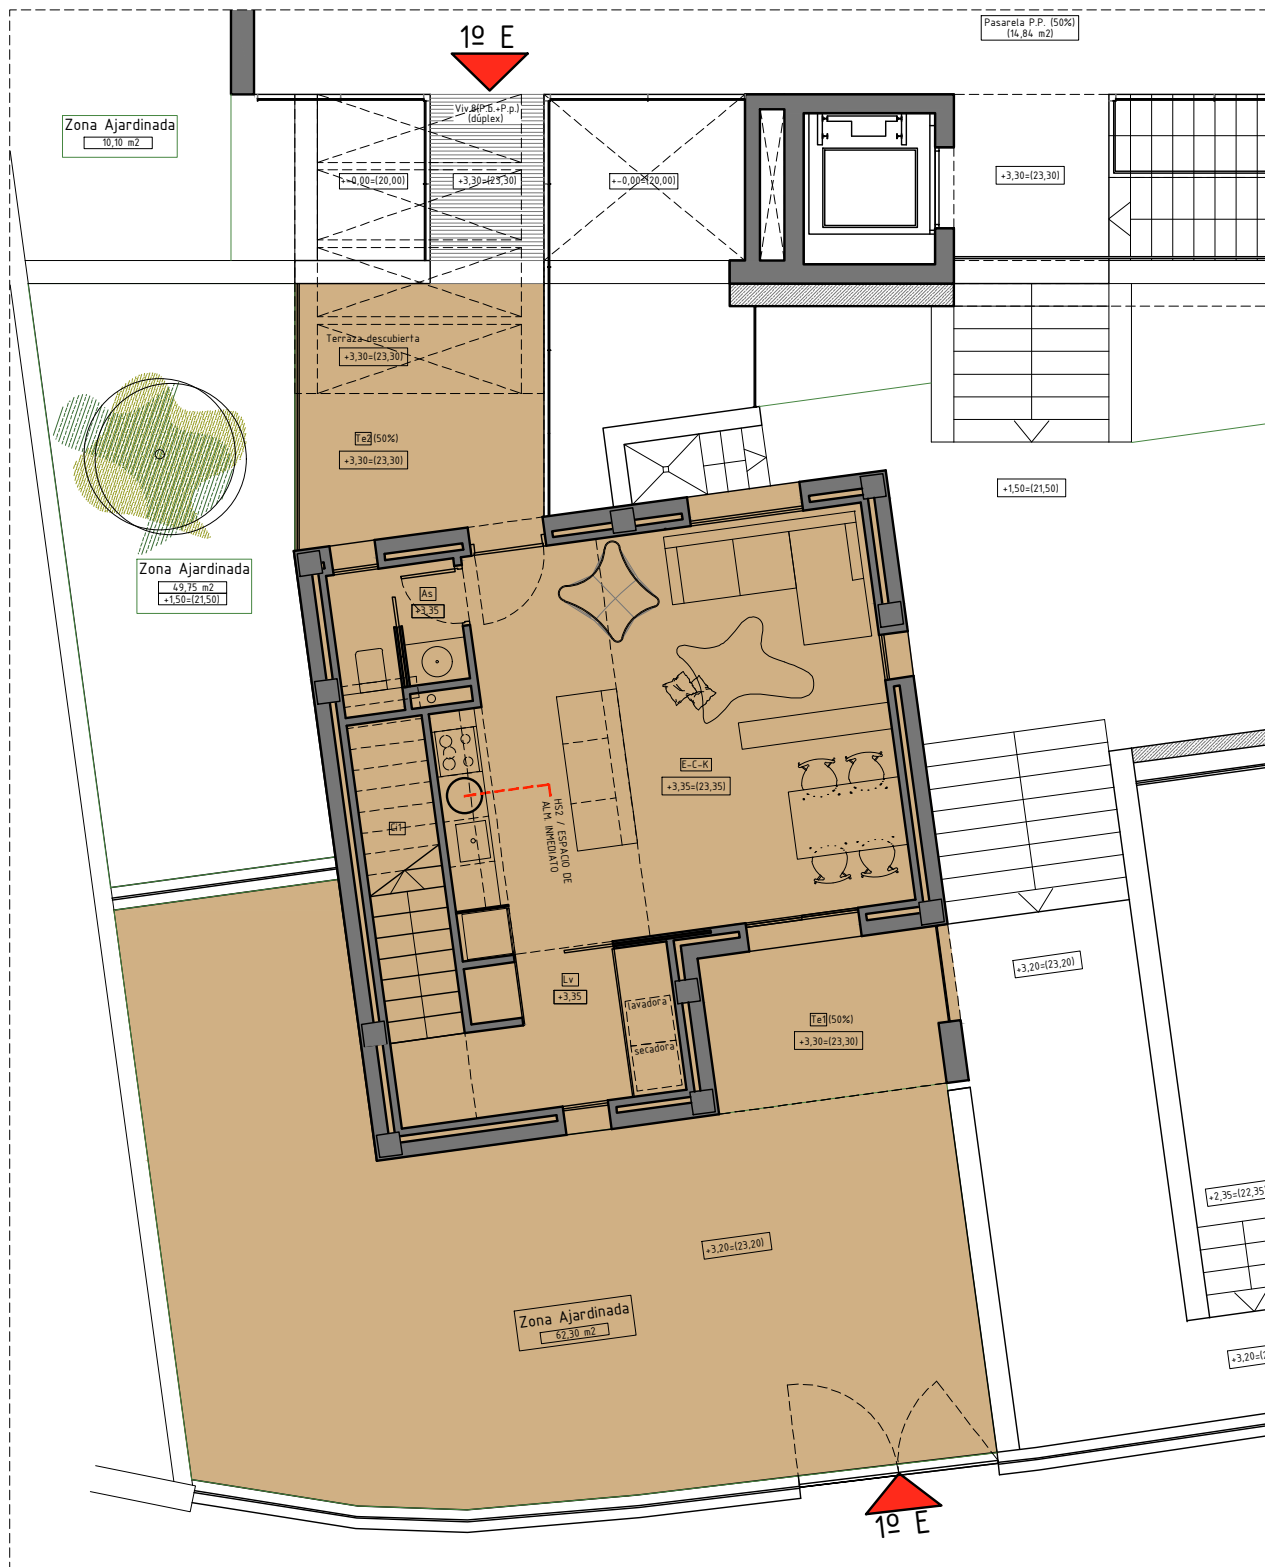 Pasarela P.P. (50%)
(14,84 m2)
1º E
Viv.8(P.b.+P.p.)
(dúplex)
Zona Ajardinada
10,10 m2
+-0,00=(20,00)
+3,30=(23,30)
+-0,00=(20,00)
+3,30=(23,30)
Terraza descubierta
+3,30=(23,30)
Te2 (50%)
+3,30=(23,30)
+1,50=(21,50)
Zona Ajardinada
49,75 m2
+1,50=(21,50)
As
+3,35
E-C-K
+3,35=(23,35)
HS2 / ESPACIO DE
ALM. INMEDIATO
Lv
+3,35
lavadora
secadora
Te1 (50%)
+3,30=(23,30)
+3,20=(23,20)
+2,35=(22,35)
+3,20=(23,20)
Zona Ajardinada
62,30 m2
+3,20=(2
1º E